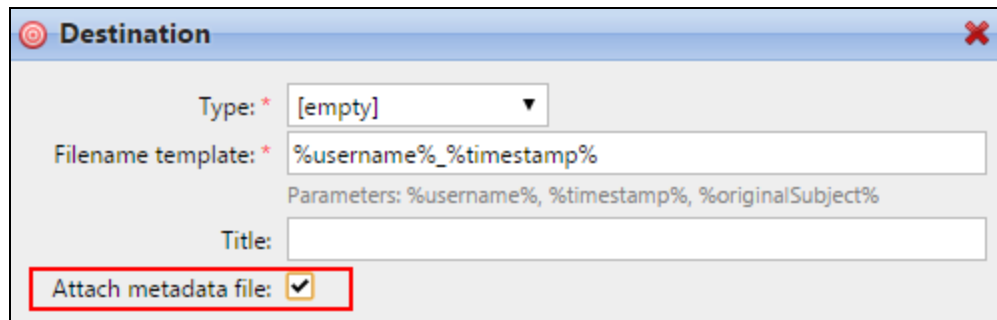 Destination
Type: * [empty]
Filename template: * %username%_%timestamp%
Parameters: %username%, %timestamp%, %originalSubject%
Title:
Attach metadata file: